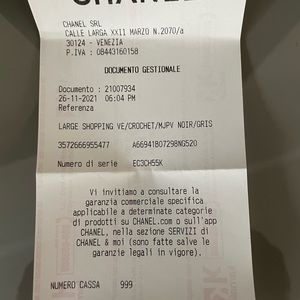 CHANEL
CHANEL SRL
CALLE LARGA XXII MARZO N.2070/a
30124 - VENEZIA
P.IVA : 08443160158
DOCUMENTO GESTIONALE
Documento : 21007934
26-11-2021 06:04 PM
Referenza
LARGE SHOPPING VE/CROCHET/MJPV NOIR/GRIS
3572666955477 A66941B07298NG520
Numero di serie EC3CH55K
Vi invitiamo a consultare la
garanzia commerciale specifica
applicabile a determinate categorie
di prodotti su CHANEL.com o sull'app
CHANEL, nella sezione SERVIZI di
CHANEL & moi (sono fatte salve le
garanzie legali in vigore).
NUMERO CASSA 999